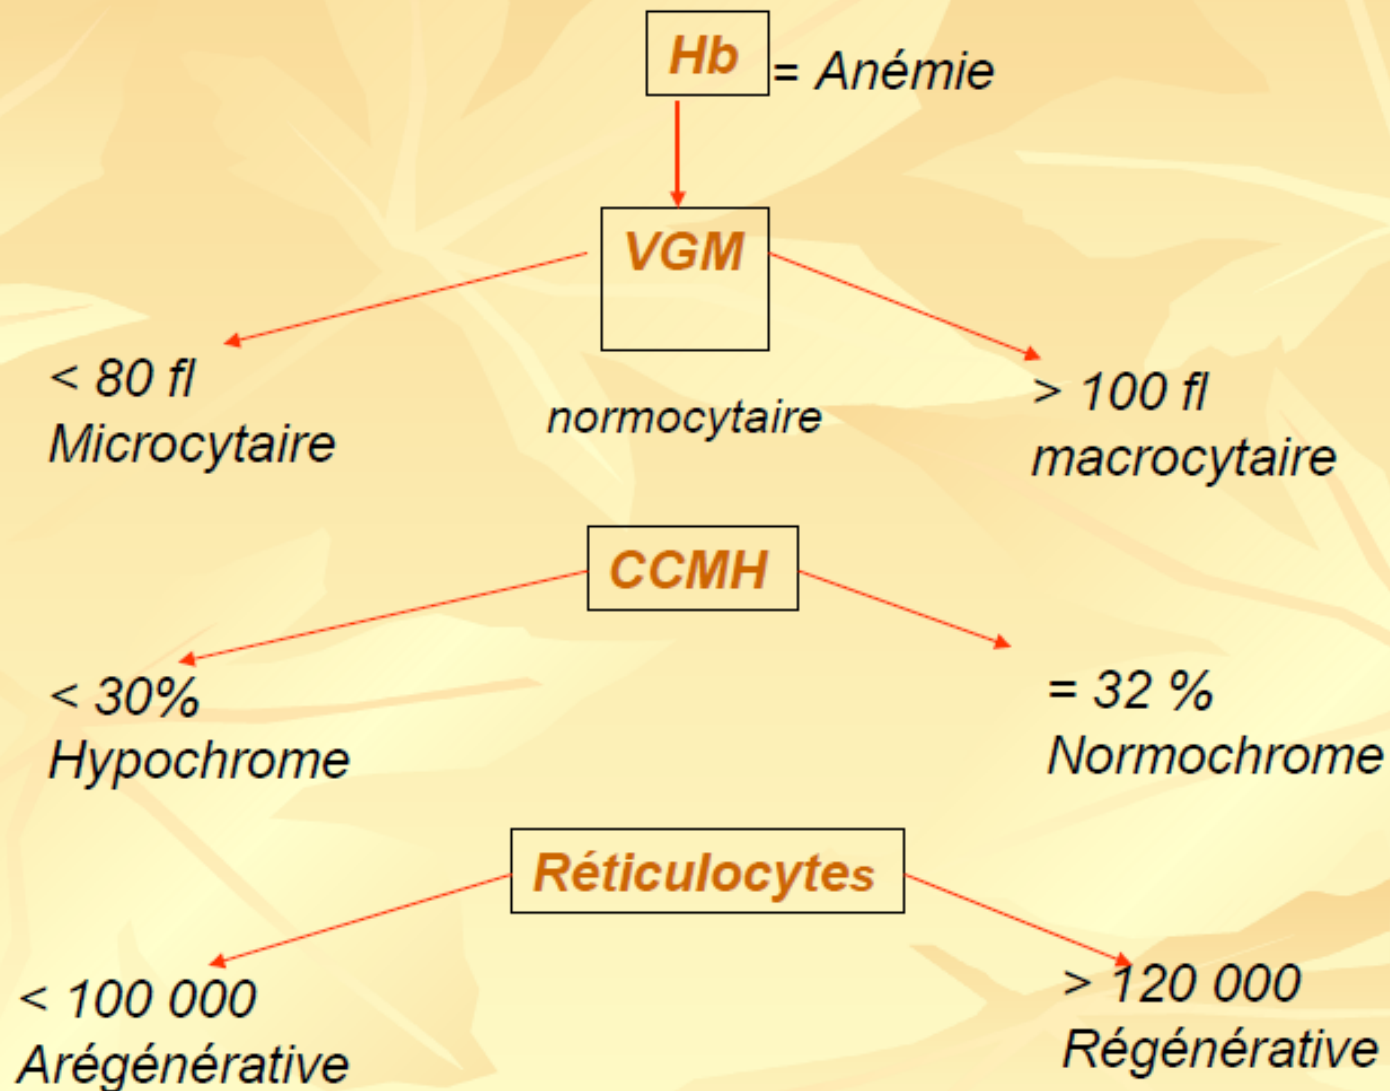 Hb
= Anémie
VGM
< 80 fl
Microcytaire
normocytaire
> 100 fl
macrocytaire
CCMH
< 30%
Hypochrome
= 32 %
Normochrome
Réticulocytes
< 100 000
Arégénérative
> 120 000
Régénérative